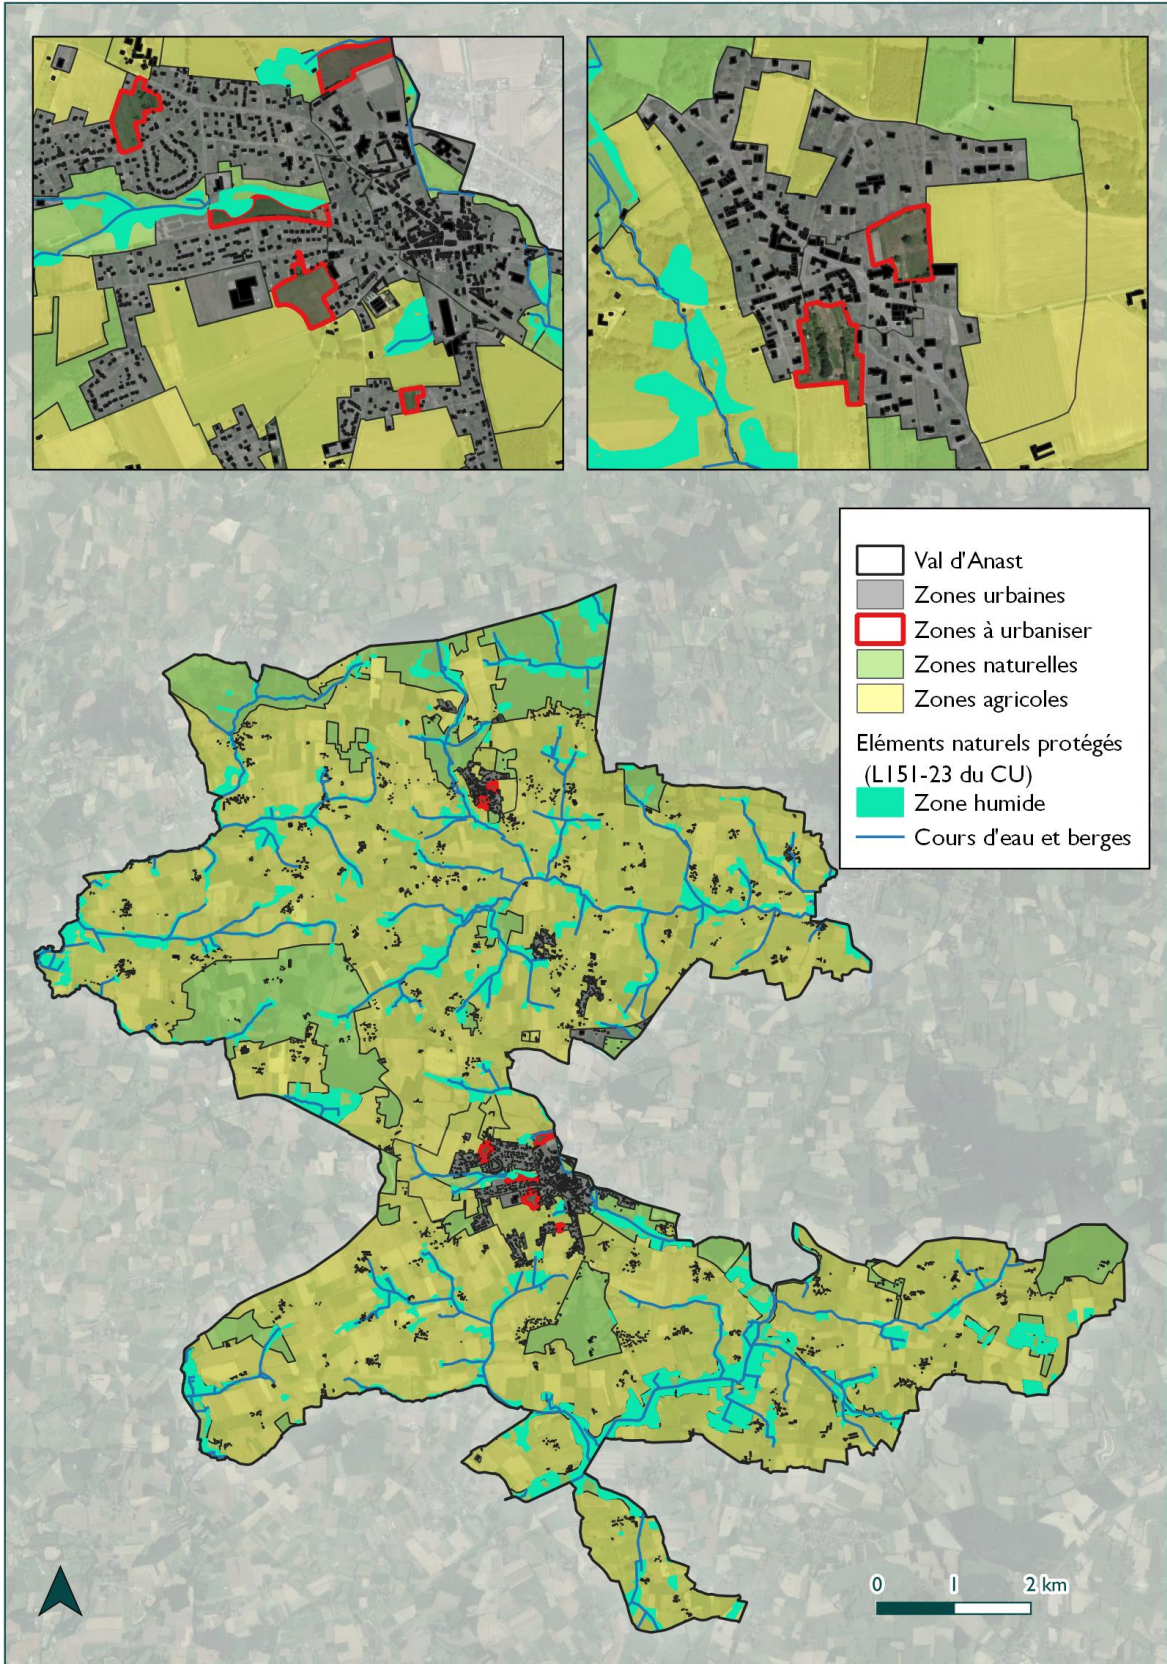 Val d'Anast
Zones urbaines
Zones à urbaniser
Zones naturelles
Zones agricoles
Eléments naturels protégés
(L151-23 du CU)
Zone humide
Cours d'eau et berges
0 1 2 km